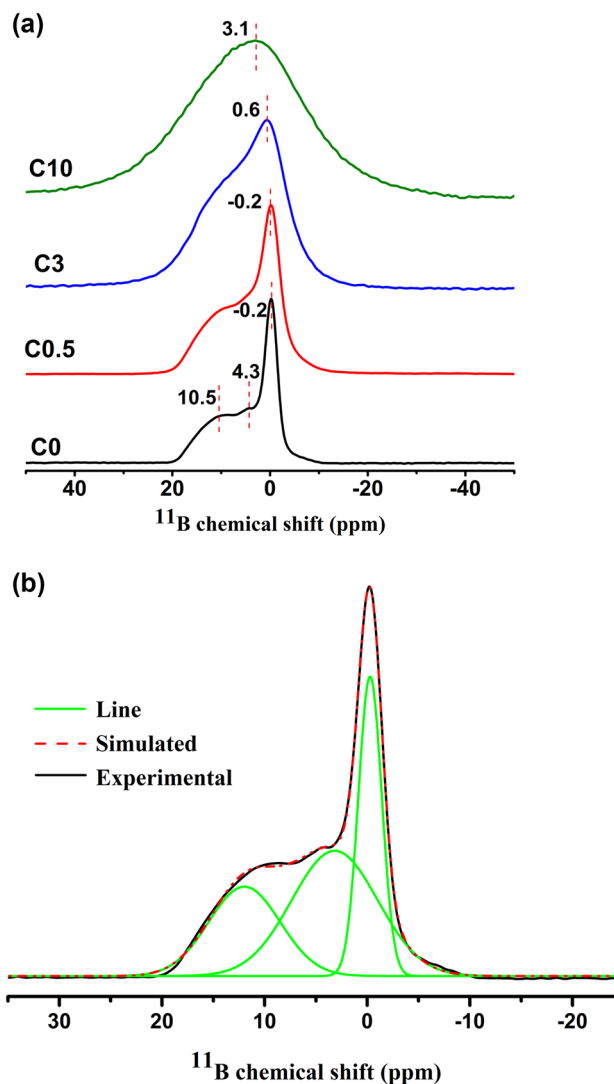 (a)
3.1
0.6
C10
-0.2
C3
-0.2
C0.5
4.3
10.5
C0
40 20 0 -20 -40
11B chemical shift (ppm)
(b)
Line
Simulated
Experimental
30 20 10 0 -10 -20
11B chemical shift (ppm)